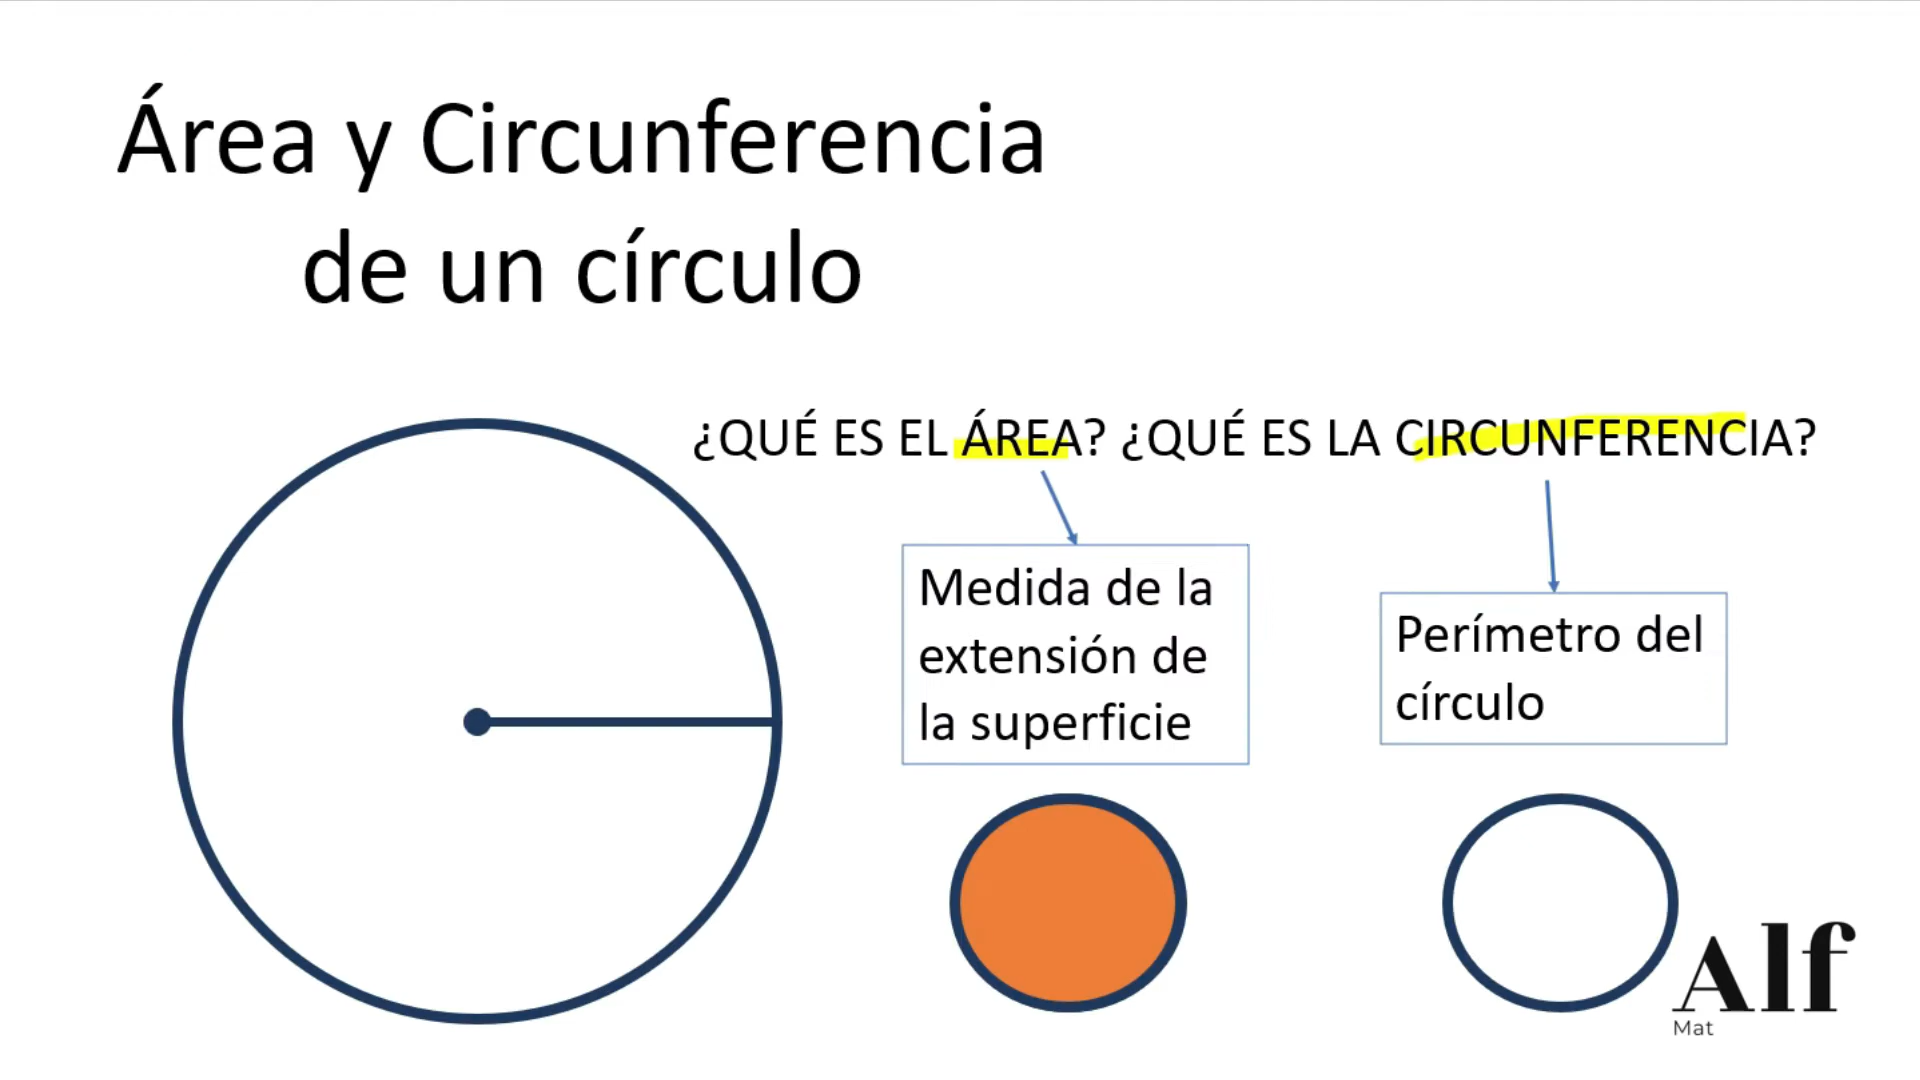 Área y Circunferencia
de un círculo
¿QUÉ ES EL ÁREA? ¿QUÉ ES LA CIRCUNFERENCIA?
Medida de la
extensión de
la superficie
Perímetro del
círculo
Alf
Mat